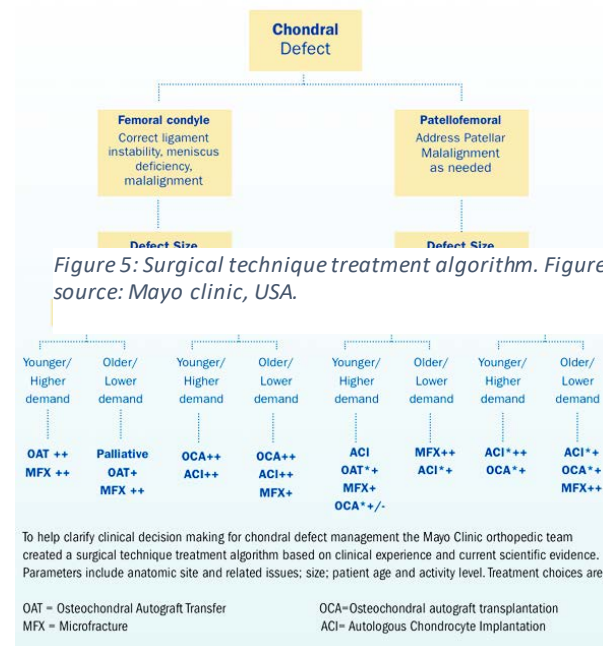 Chondral
Defect
Femoral condyle
Correct ligament
instability, meniscus
deficiency,
malalignment
Patellofemoral
Address Patellar
Malalignment
as needed
Defect Size
Defect Size
Figure 5: Surgical technique treatment algorithm. Figure
source: Mayo clinic, USA.
Younger/
Higher
demand
Older/
Lower
demand
Younger/
Higher
demand
Older/
Lower
demand
Younger/
Higher
demand
Older/
Lower
demand
Younger/
Higher
demand
Older/
Lower
demand
OAT ++
MFX ++
Palliative
OAT+
MFX ++
OCA++
ACI++
OCA++
ACI++
MFX+
ACI
OAT*+
MFX+
OCA*+/-
MFX++
ACI*+
ACI*++
OCA*+
ACI*+
OCA*+
MFX++
To help clarify clinical decision making for chondral defect management the Mayo Clinic orthopedic team
created a surgical technique treatment algorithm based on clinical experience and current scientific evidence.
Parameters include anatomic site and related issues; size; patient age and activity level. Treatment choices are
OAT = Osteochondral Autograft Transfer
OCA=Osteochondral autograft transplantation
MFX = Microfracture
ACI= Autologous Chondrocyte Implantation